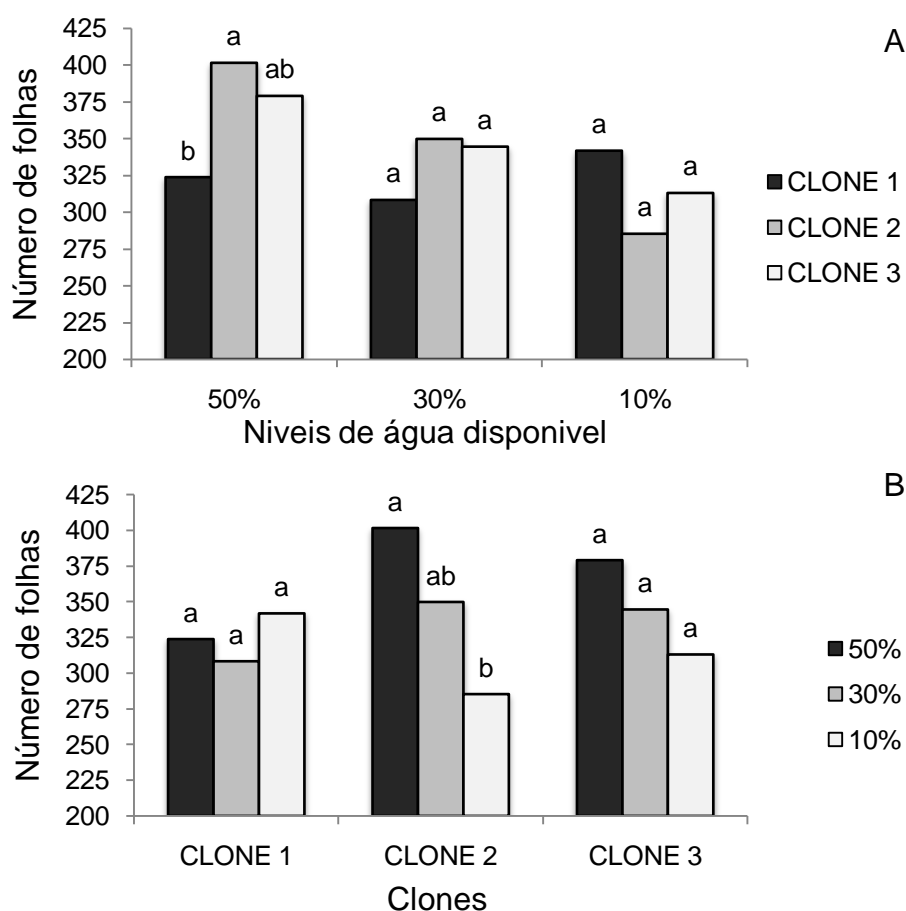 A
Número de folhas
425
400
375
350
325
300
275
250
225
200
b
a
ab
a
a
a
a
a
a
50%
30%
10%
Niveis de água disponivel
CLONE 1
CLONE 2
CLONE 3
B
Número de folhas
425
400
375
350
325
300
275
250
225
200
a
a
a
a
ab
b
a
a
a
CLONE 1
CLONE 2
CLONE 3
Clones
50%
30%
10%